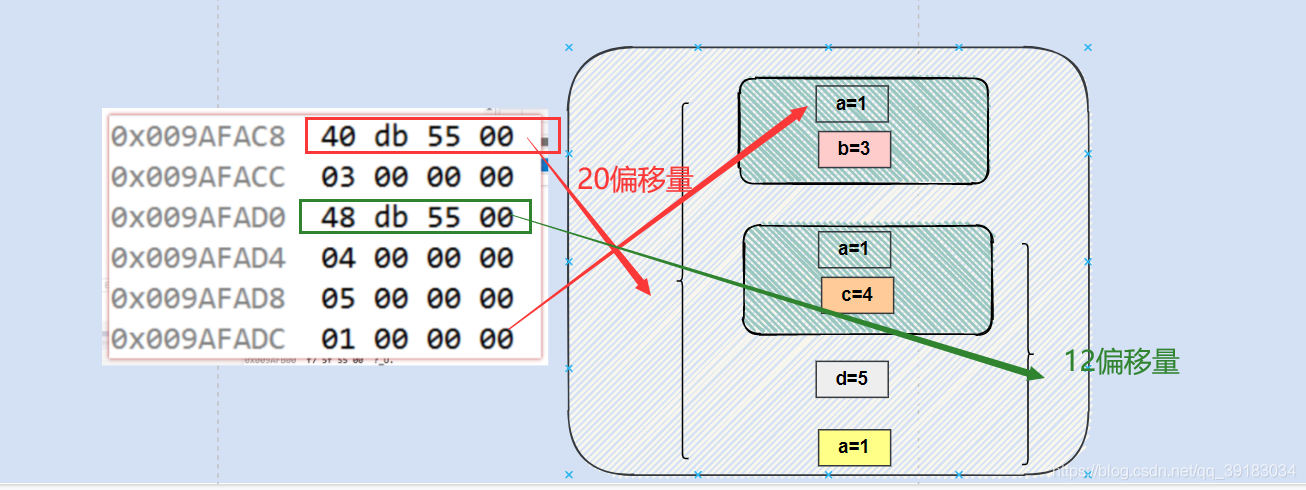 0x009AFAC8 40 db 55 00
0x009AFACC 03 00 00 00
0x009AFAD0 48 db 55 00
0x009AFAD4 04 00 00 00
0x009AFAD8 05 00 00 00
0x009AFADC 01 00 00 00
20偏移量
a=1
b=3
a=1
c=4
d=5
a=1
12偏移量
https://blog.csdn.net/qq_39183034